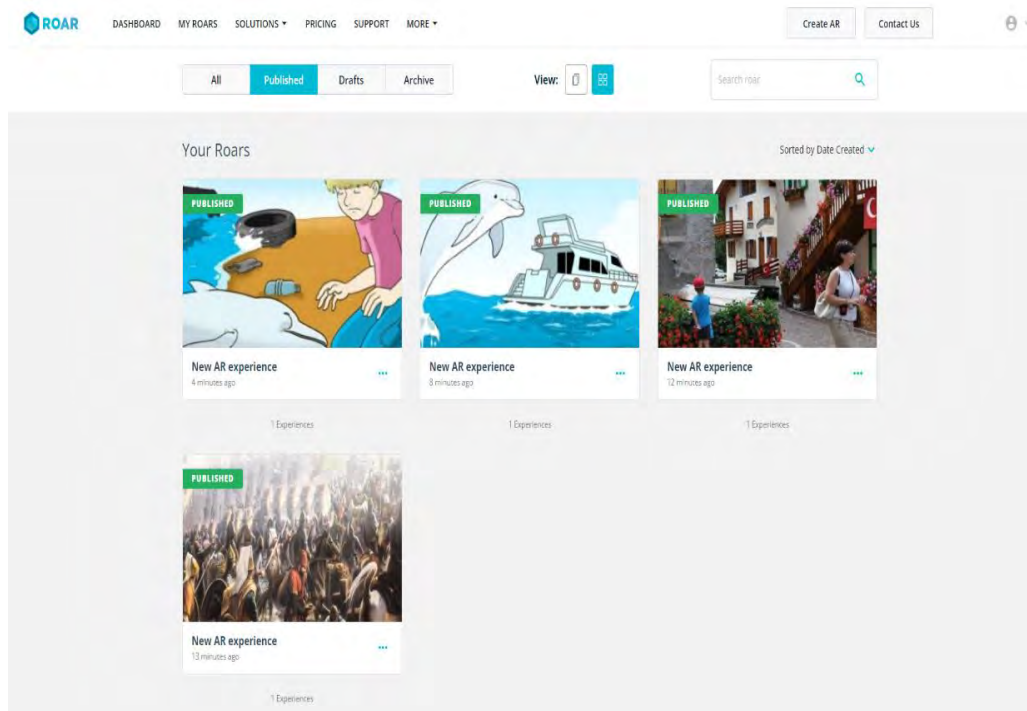 ROAR DASHBOARD MY ROARS SOLUTIONS PRICING SUPPORT MORE Create AR Contact Us
All Published Drafts Archive View: Search roar
Your Roars Sorted by Date Created
PUBLISHED PUBLISHED PUBLISHED
New AR experience New AR experience New AR experience
4 minutes ago 8 minutes ago 12 minutes ago
1 Experiences 1 Experiences 1 Experiences
PUBLISHED
New AR experience
13 minutes ago
1 Experiences